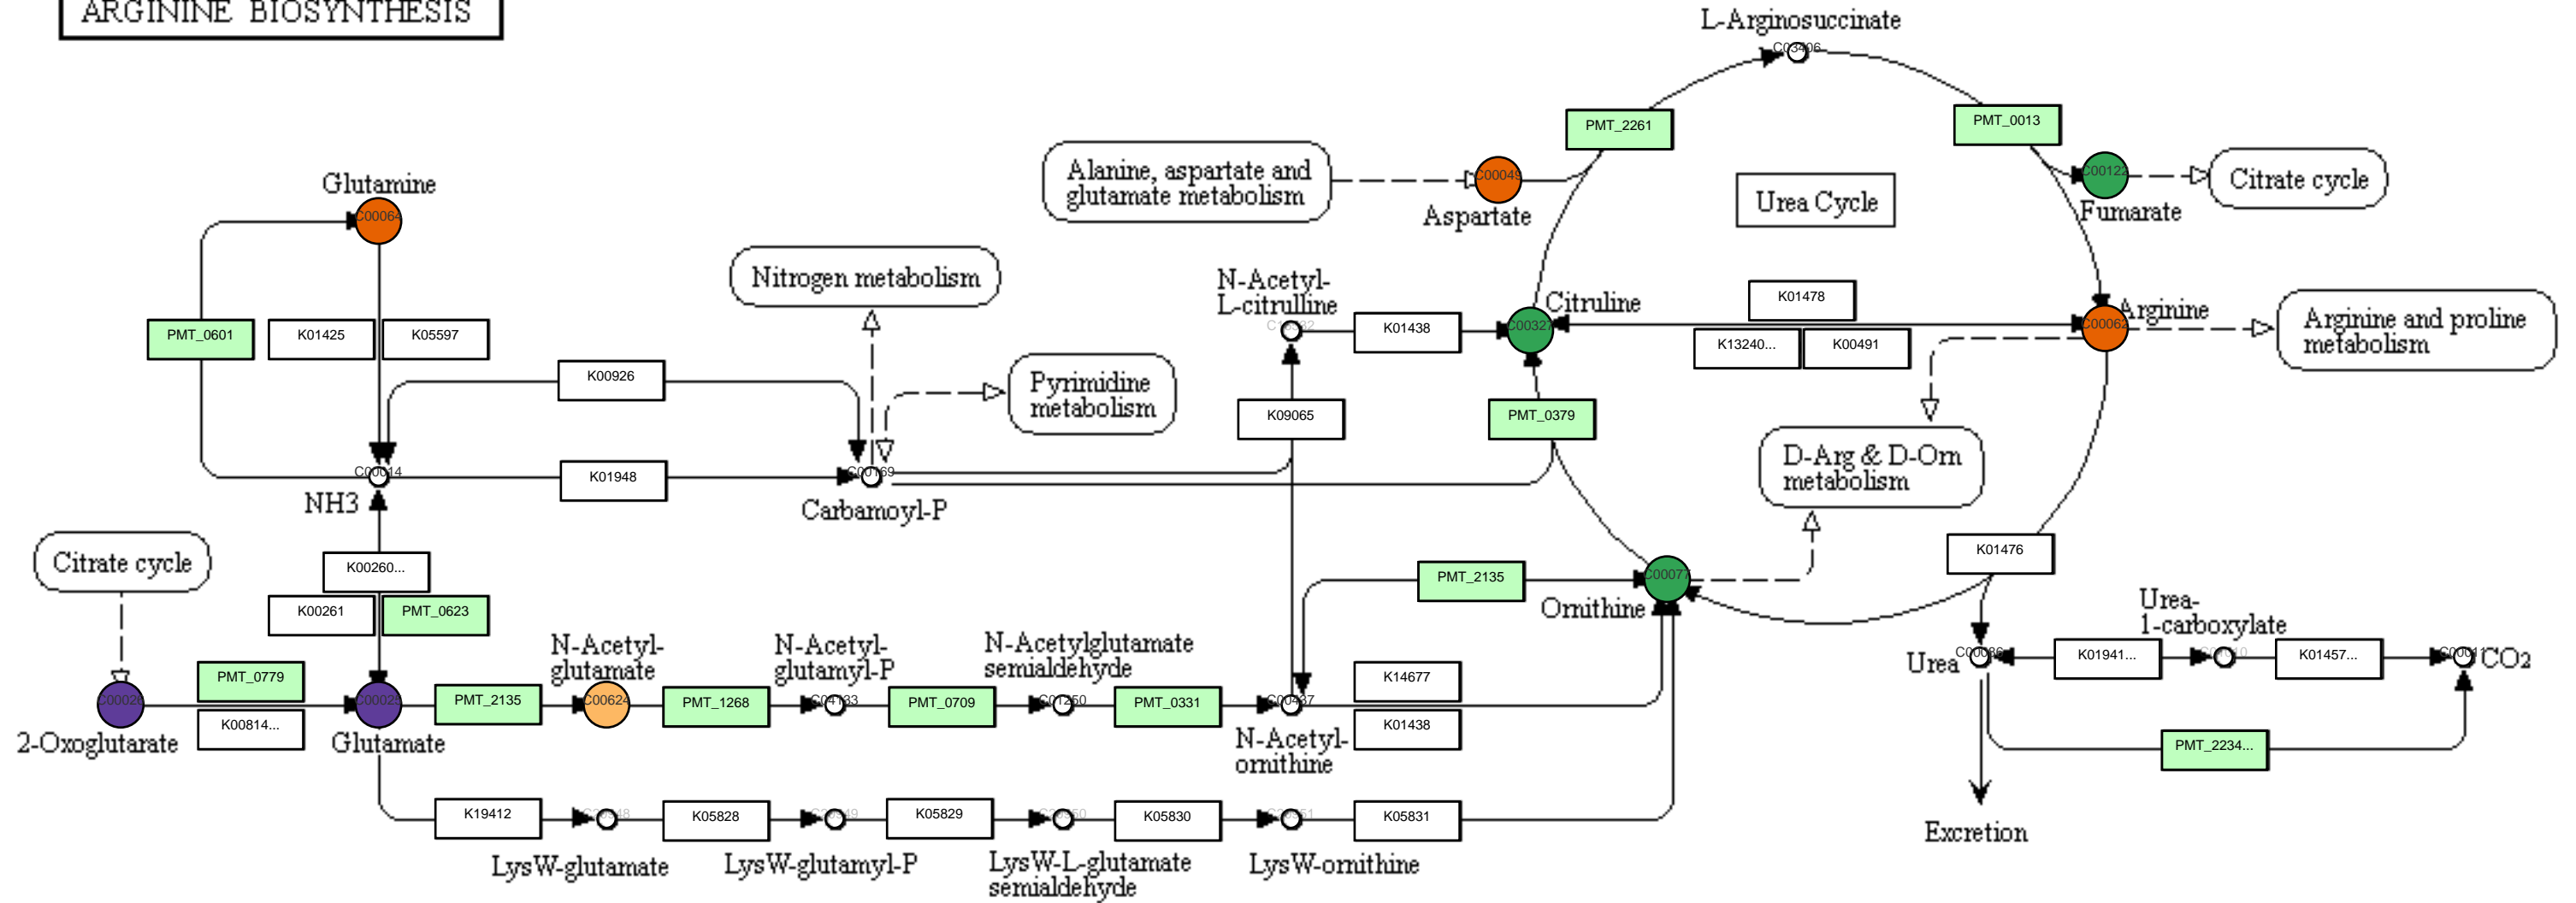 ARGININE BIOSYNTHESIS
L-Arginosuccinate
C03406
PMT_2261
PMT_0013
Alanine, aspartate and
glutamate metabolism
C00049
Aspartate
Urea Cycle
C00122
Fumarate
Citrate cycle
Glutamine
C00064
Nitrogen metabolism
N-Acetyl-
L-citrulline
K01438
C00327
Citruline
K01478
K13240...
K00491
C00062
Arginine
Arginine and proline
metabolism
PMT_0601
K01425
K05597
K00926
Pyrimidine
metabolism
K09065
PMT_0379
D-Arg & D-Orn
metabolism
C00014
NH3
K01948
C00169
Carbamoyl-P
Citrate cycle
K00260...
K00261
PMT_0623
PMT_2135
C00077
Ornithine
K01476
Urea-
1-carboxylate
Urea
C00086
K01941...
K01457...
C00011
CO2
PMT_0779
K00814...
C00026
2-Oxoglutarate
C00025
Glutamate
PMT_2135
N-Acetyl-
glutamate
C00624
PMT_1268
N-Acetyl-
glutamyl-P
C04133
PMT_0709
N-Acetylglutamate
semialdehyde
C01250
PMT_0331
C00437
N-Acetyl-
ornithine
K14677
K01438
PMT_2234...
K19412
LysW-glutamate
K05828
LysW-glutamyl-P
K05829
LysW-L-glutamate
semialdehyde
K05830
LysW-ornithine
K05831
Excretion